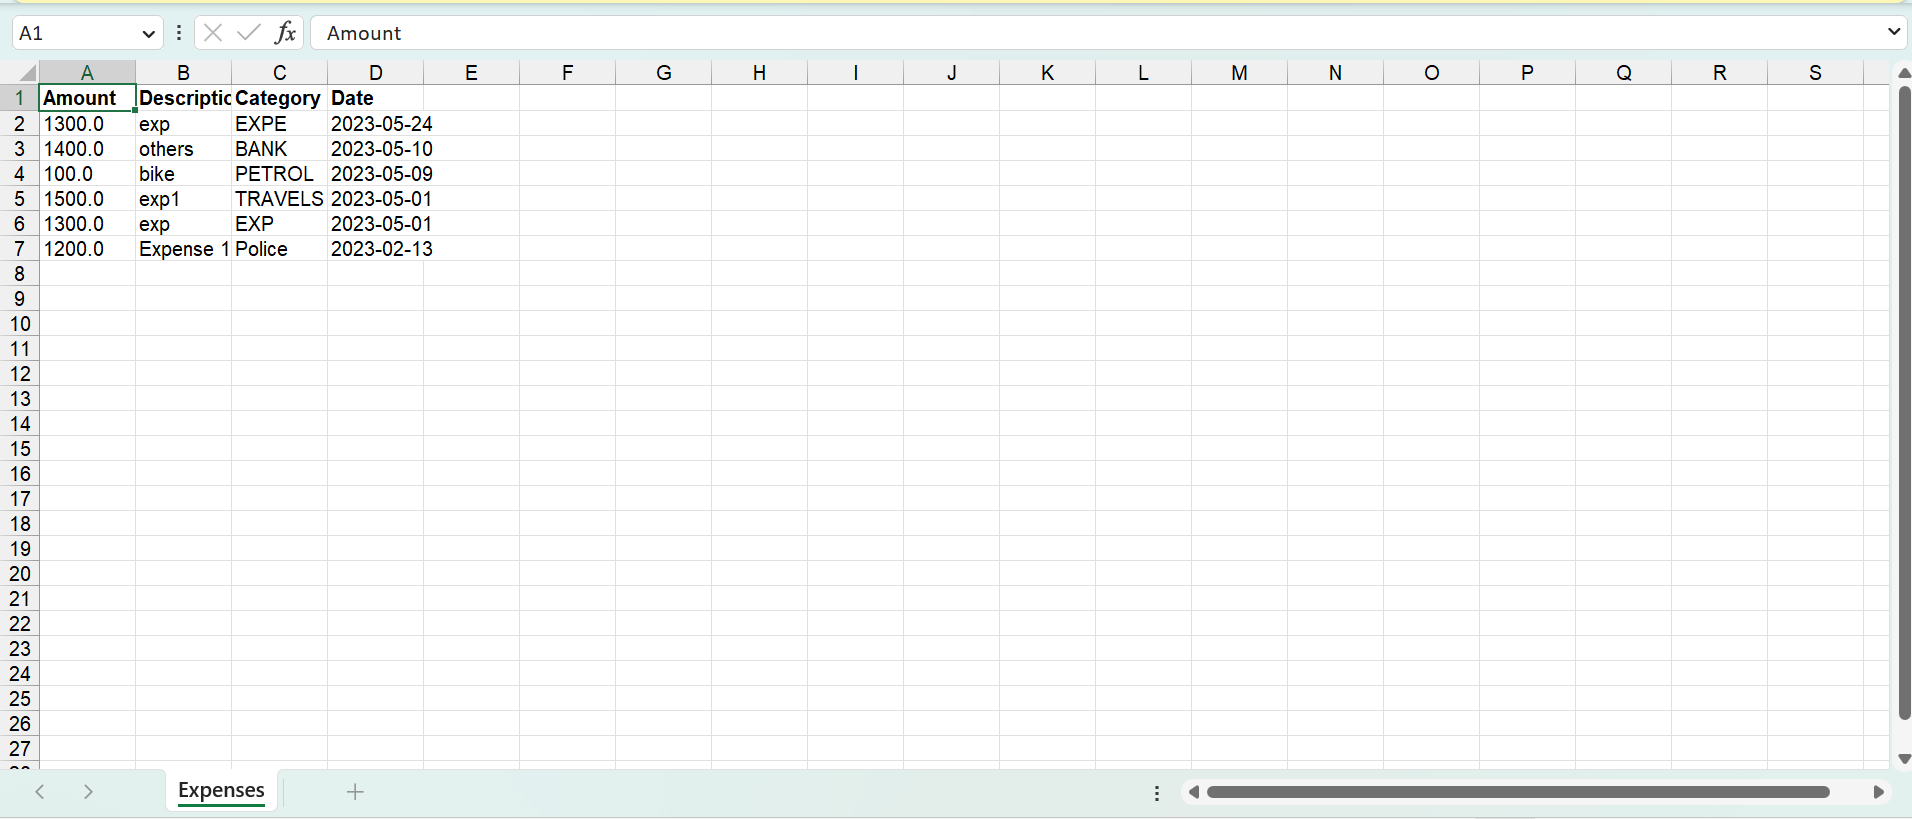 A1 fx Amount
A B C D E F G H I J K L M N O P Q R S
1 Amount Descriptic Category Date
2 1300.0 exp EXPE 2023-05-24
3 1400.0 others BANK 2023-05-10
4 100.0 bike PETROL 2023-05-09
5 1500.0 exp1 TRAVELS 2023-05-01
6 1300.0 exp EXP 2023-05-01
7 1200.0 Expense 1 Police 2023-02-13
8
9
10
11
12
13
14
15
16
17
18
19
20
21
22
23
24
25
26
27
Expenses